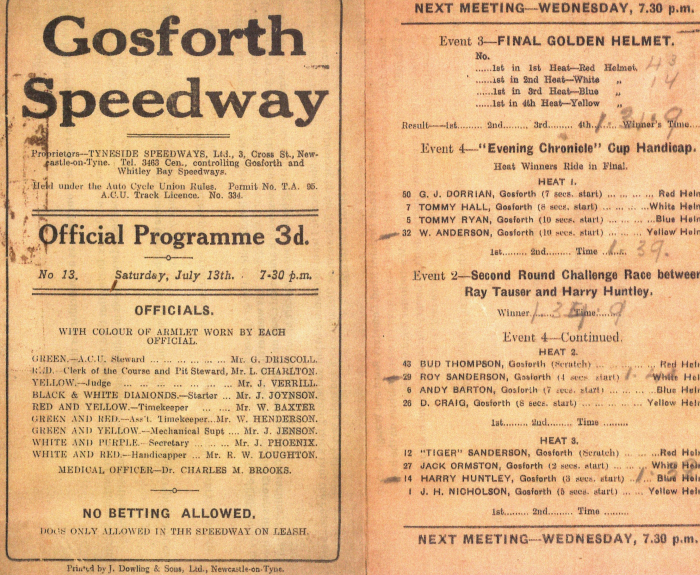 Gosforth
Speedway
Proprietors—TYNESIDE SPEEDWAYS, Ltd., 3, Cross St., New-
castle-on-Tyne. Tel. 3463 Cen., controlling Gosforth and
Whitley Bay Speedways.
Held under the Auto Cycle Union Rules. Permit No. T.A. 95.
A.C.U. Track Licence. No. 334.
Official Programme 3d.
No 13. Saturday, July 13th. 7-30 p.m.
OFFICIALS.
WITH COLOUR OF ARMLET WORN BY EACH
OFFICIAL.
GREEN.—A.C.U. Steward ... ... ... ... ... Mr. G. DRISCOLL.
RED.—Clerk of the Course and Pit Steward, Mr. L. CHARLTON.
YELLOW.—Judge ... ... ... ... ... ... Mr. J. VERRILL.
BLACK & WHITE DIAMONDS.—Starter ... Mr. J. JOYNSON.
RED AND YELLOW.—Timekeeper ... ... Mr. W. BAXTER
GREEN AND RED.—Ass't. Timekeeper...Mr. W. HENDERSON.
GREEN AND YELLOW.—Mechanical Supt .... Mr. J. JENSON.
WHITE AND PURPLE.—Secretary ... ... Mr. J. PHOENIX.
WHITE AND RED.—Handicapper ... Mr. R. W. LOUGHTON.
MEDICAL OFFICER—Dr. CHARLES M. BROOKS.
NO BETTING ALLOWED.
DOGS ONLY ALLOWED IN THE SPEEDWAY ON LEASH.
Printed by J. Dowling & Sons, Ltd., Newcastle-on-Tyne.
NEXT MEETING—WEDNESDAY, 7.30 p.m.
Event 3—FINAL GOLDEN HELMET.
No.
......1st in 1st Heat—Red Helmet. 43
......1st in 2nd Heat—White „ 14
......1st in 3rd Heat—Blue „
......1st in 4th Heat—Yellow „
Result—1st........ 2nd........ 3rd........ 4th........ Winner's Time....
Event 4—"Evening Chronicle" Cup Handicap.
Heat Winners Ride in Final.
HEAT 1.
50 G. J. DORRIAN, Gosforth (7 secs. start) ... ... ... Red Helm
7 TOMMY HALL, Gosforth (8 secs. start) ... ... ...White Helm
5 TOMMY RYAN, Gosforth (10 secs. start) ... ... ...Blue Helm
32 W. ANDERSON, Gosforth (10 secs. start) ... ... Yellow Helm
1st........ 2nd........ Time ........ 1.39.
Event 2—Second Round Challenge Race between
Ray Tauser and Harry Huntley.
Winner........ Time........
Event 4—Continued.
HEAT 2.
43 BUD THOMPSON, Gosforth (Scratch) ... ... ... Red Hel
29 ROY SANDERSON, Gosforth (4 secs. start) White Hel
6 ANDY BARTON, Gosforth (7 secs. start) ... ... Blue Hel
26 D. CRAIG, Gosforth (8 secs. start) ... ... ... Yellow Hel
1st........ 2nd........ Time ........
HEAT 3.
12 "TIGER" SANDERSON, Gosforth (Scratch) ... ...Red Hel
27 JACK ORMSTON, Gosforth (2 secs. start) ... ... White Hel
14 HARRY HUNTLEY, Gosforth (3 secs. start) ... Blue Hel
1 J. H. NICHOLSON, Gosforth (5 secs. start) ... Yellow Hel
1st........ 2nd........ Time ........
NEXT MEETING—WEDNESDAY, 7.30 p.m.